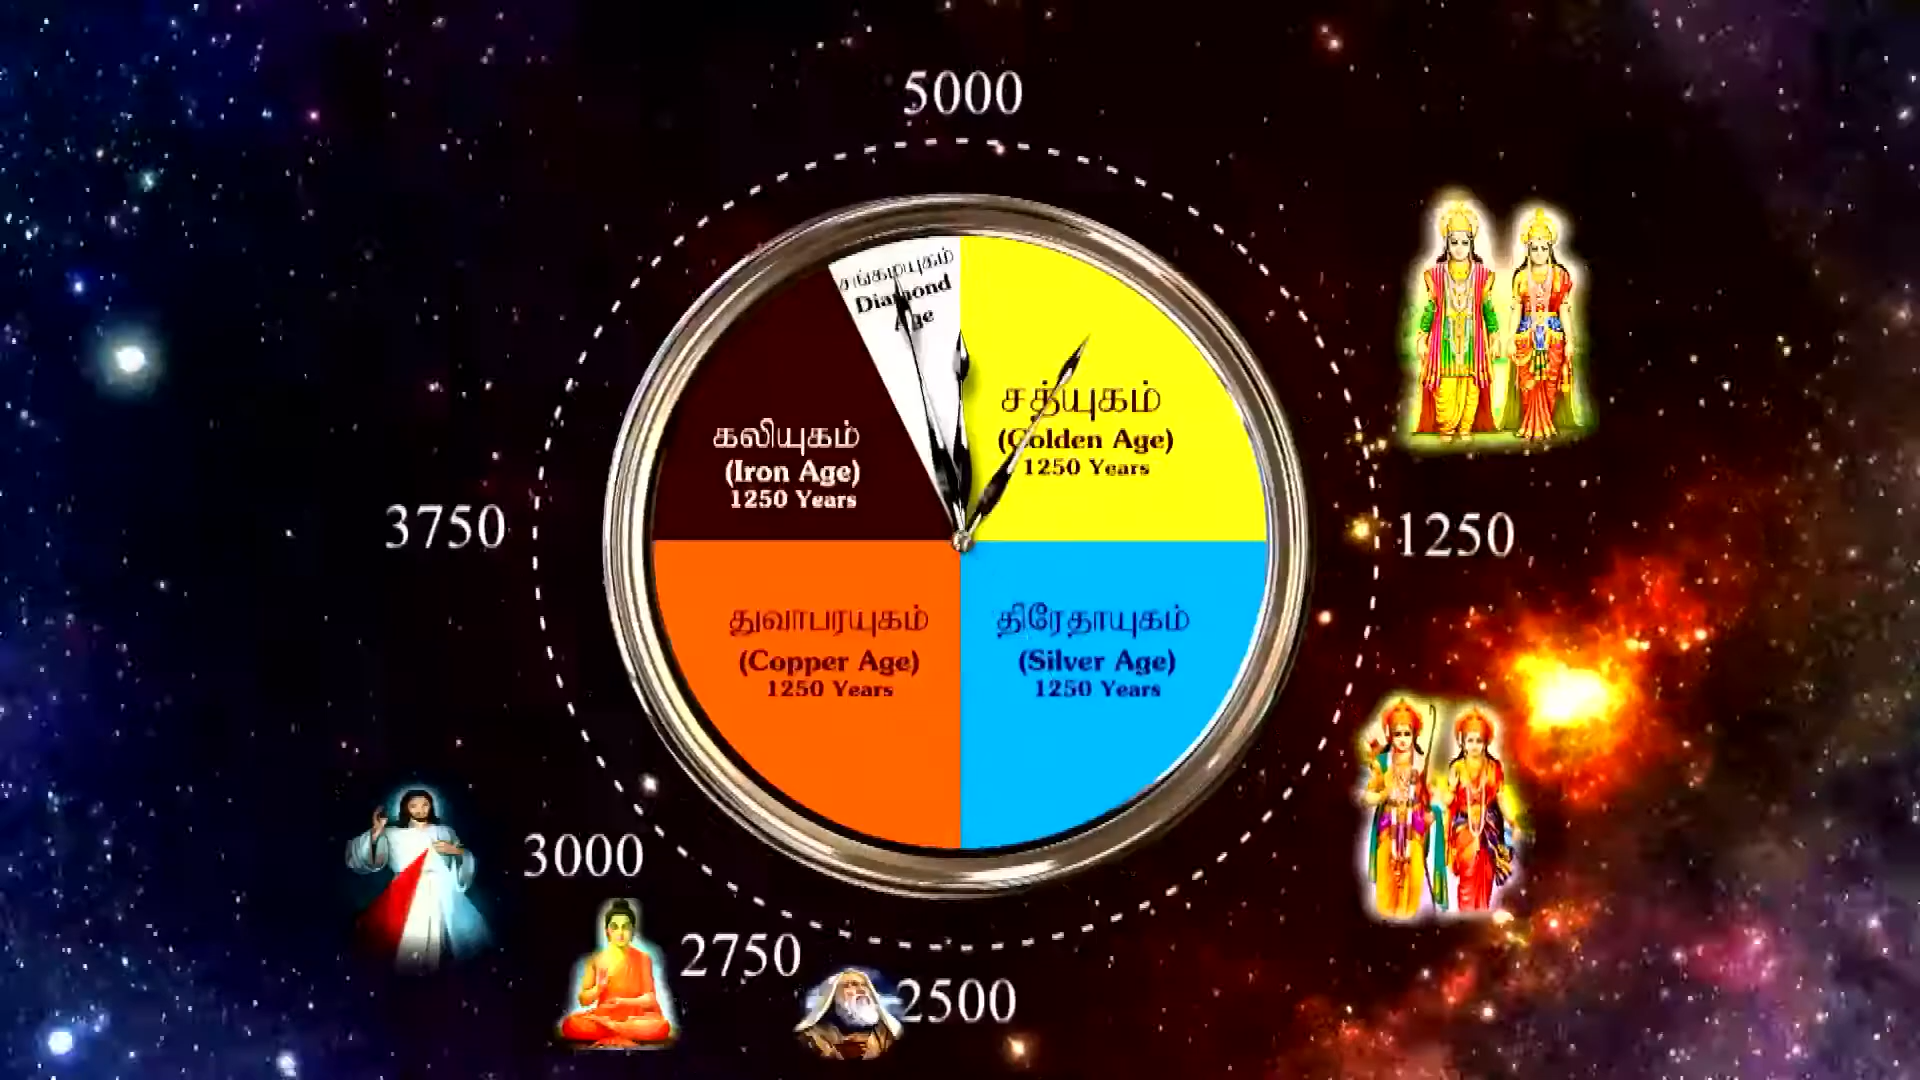 5000
சங்கமயுகம்
Diamond
Age
சத்யுகம்
(Golden Age)
1250 Years
கலியுகம்
(Iron Age)
1250 Years
3750
1250
துவாபரயுகம்
(Copper Age)
1250 Years
திரேதாயுகம்
(Silver Age)
1250 Years
3000
2750
2500